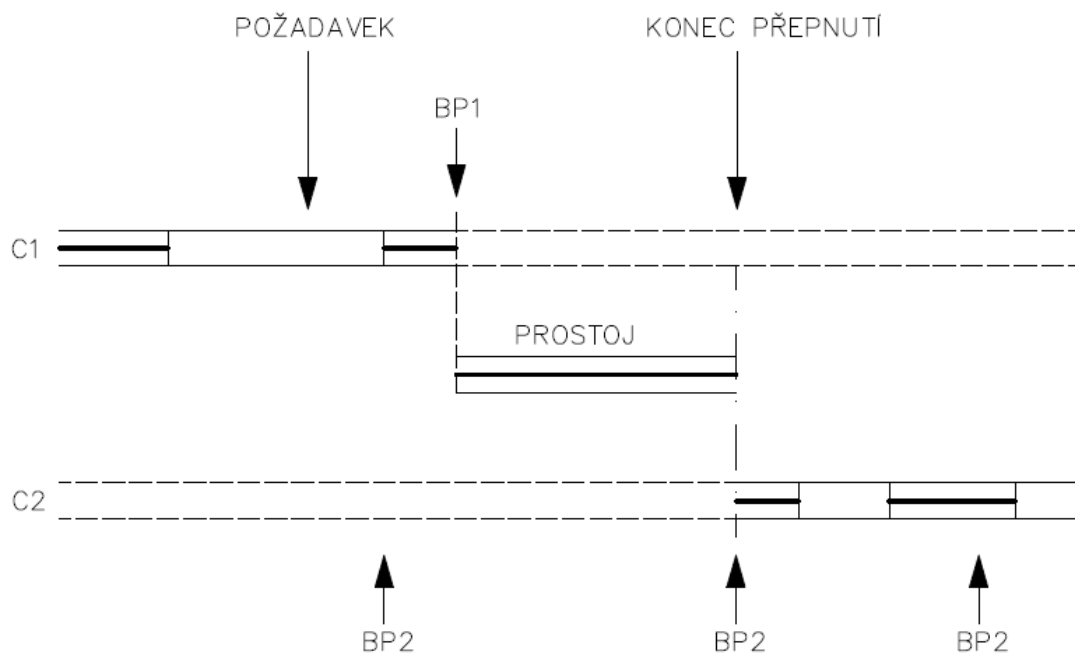 POŽADAVEK
KONEC PŘEPNUTÍ
BP1
C1
PROSTOJ
C2
BP2
BP2
BP2